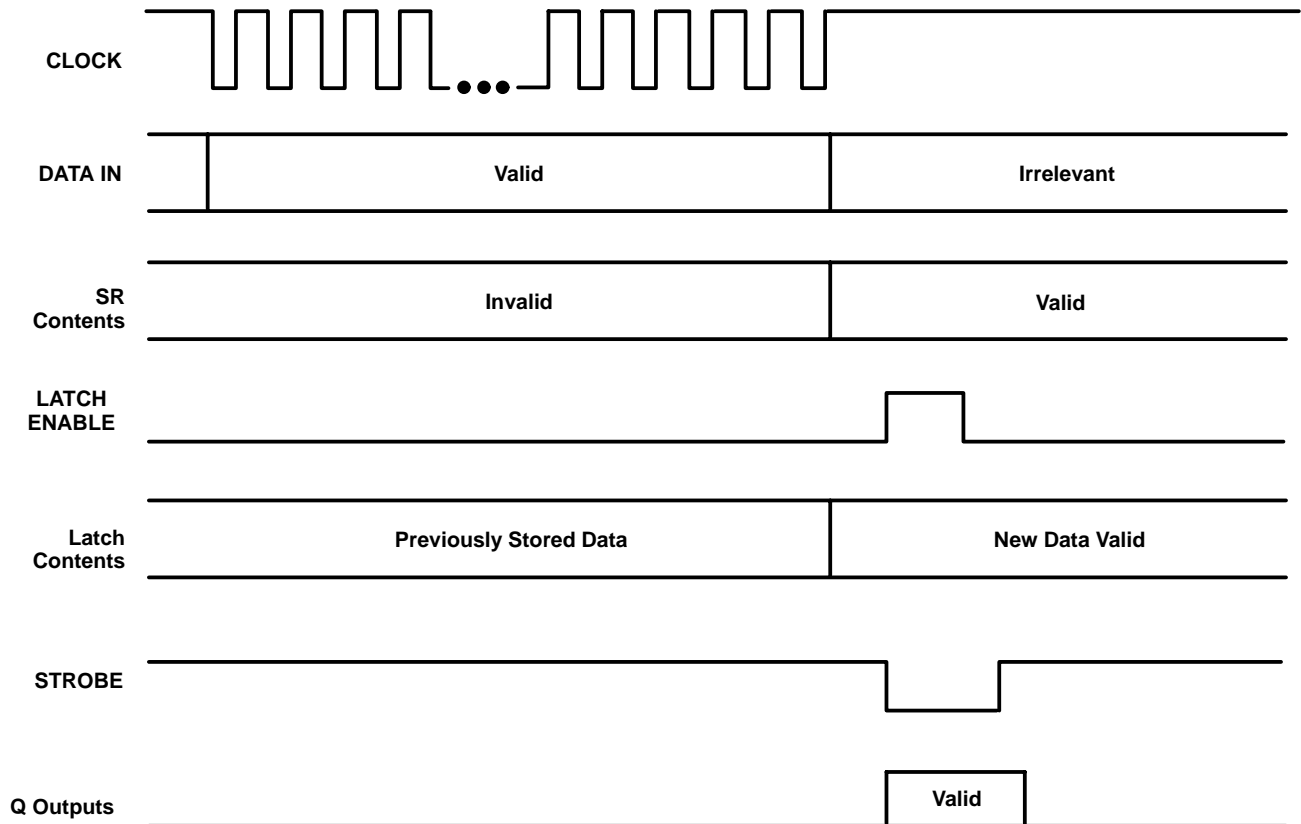 CLOCK
DATA IN
Valid
Irrelevant
SR
Contents
Invalid
Valid
LATCH
ENABLE
Latch
Contents
Previously Stored Data
New Data Valid
STROBE
Q Outputs
Valid